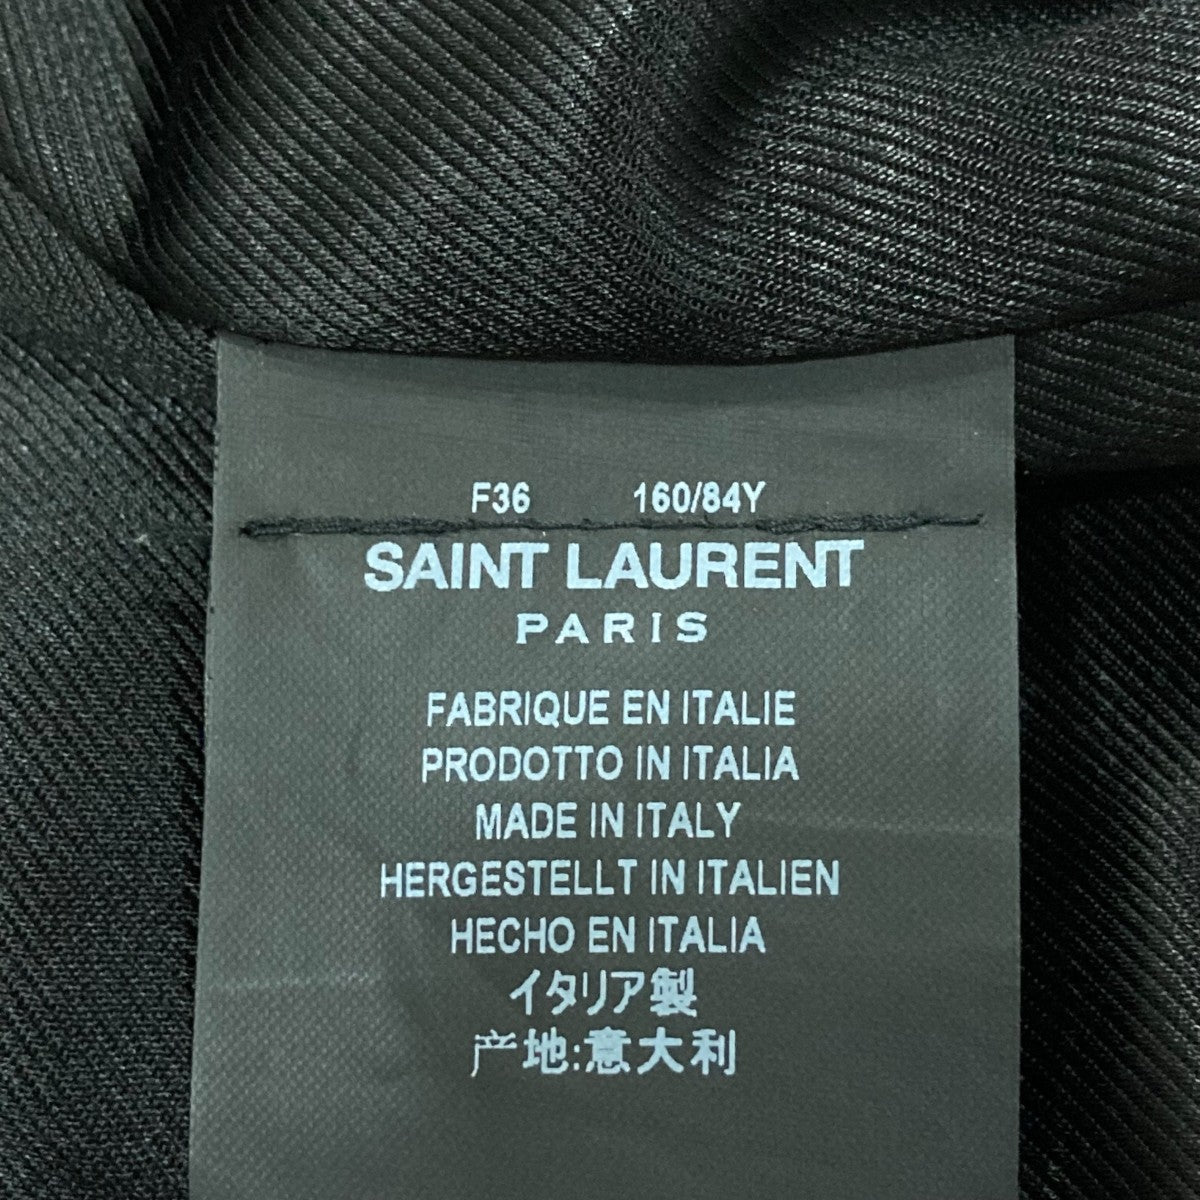 F36 160/84Y
SAINT LAURENT
PARIS
FABRIQUE EN ITALIE
PRODOTTO IN ITALIA
MADE IN ITALY
HERGESTELLT IN ITALIEN
HECHO EN ITALIA
イタリア製
产地:意大利